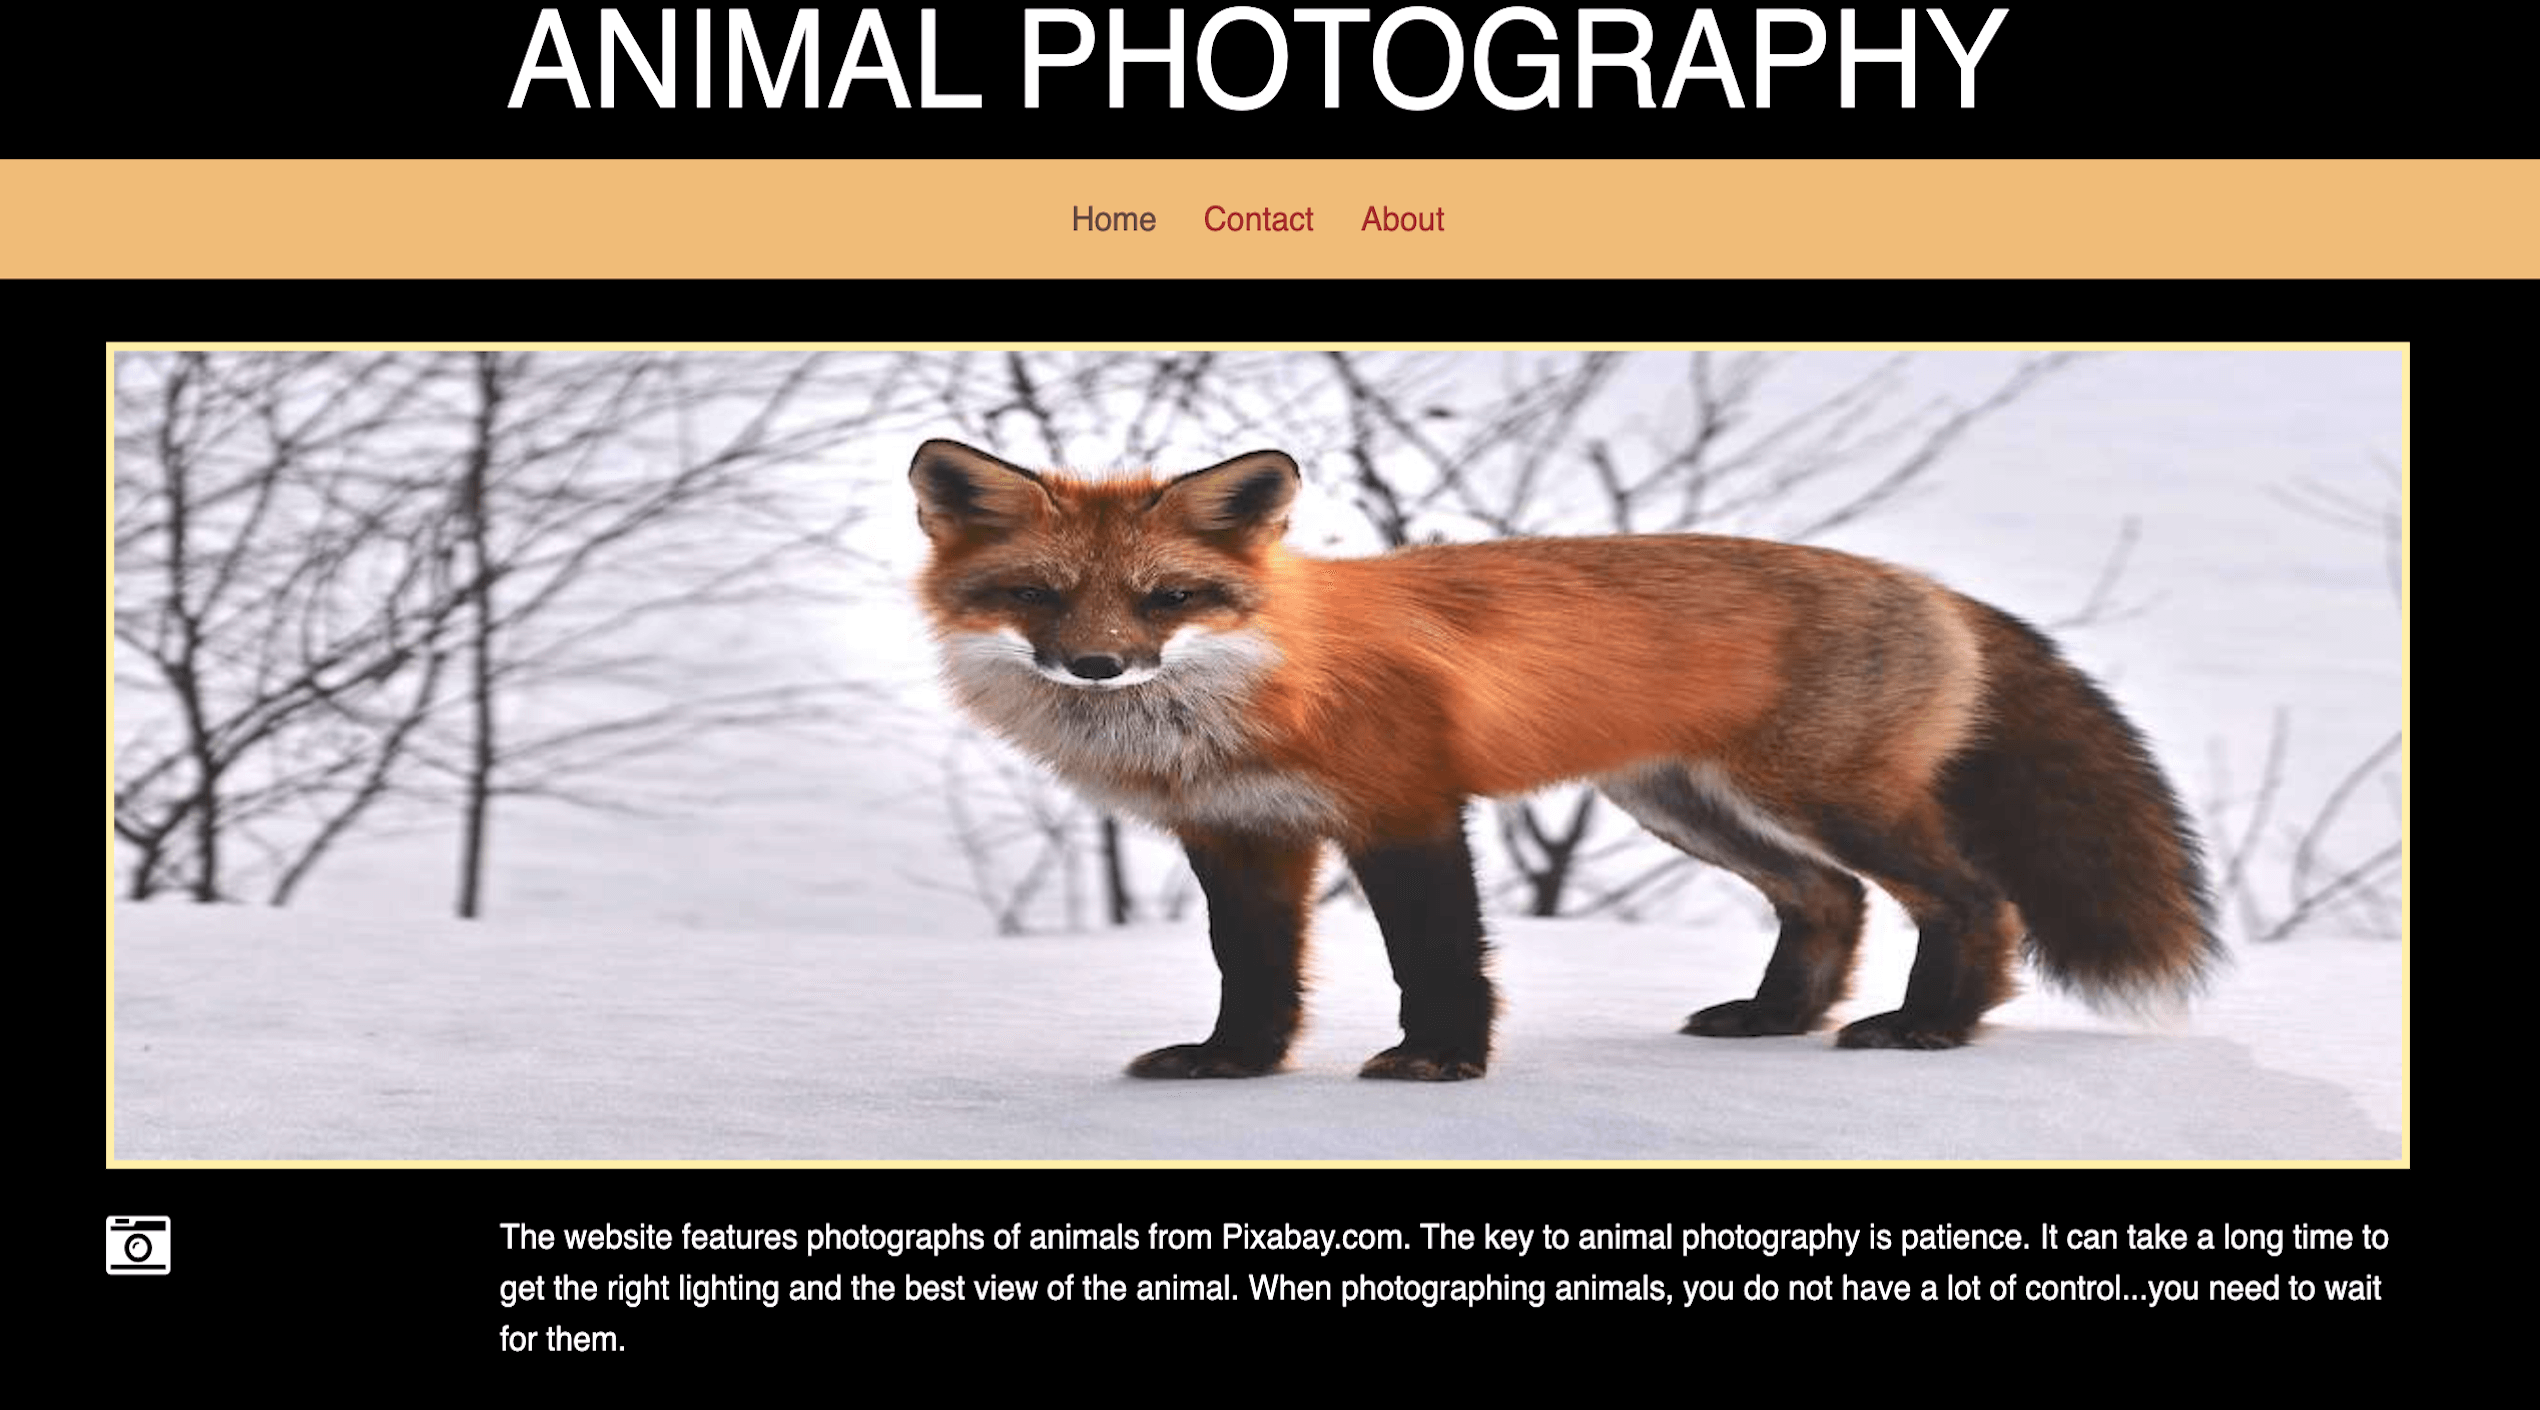 ANIMAL PHOTOGRAPHY
Home Contact About
The website features photographs of animals from Pixabay.com. The key to animal photography is patience. It can take a long time to
get the right lighting and the best view of the animal. When photographing animals, you do not have a lot of control...you need to wait
for them.